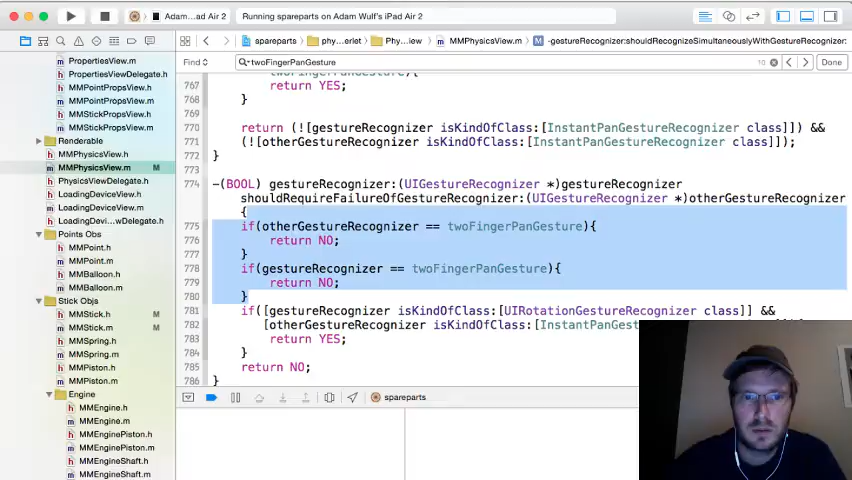 Adam...ad Air 2
Running spareparts on Adam Wulf's iPad Air 2
spareparts
phy...erlet
Phy...iew
MMPhysicsView.m
-gestureRecognizer:shouldRecognizeSimultaneouslyWithGestureRecognizer:
Find
twoFingerPanGesture
10
Done
PropertiesView.m
PropertiesViewDelegate.h
MMPointPropsView.h
MMPointPropsView.m
MMStickPropsView.h
MMStickPropsView.m
Renderable
MMPhysicsView.h
MMPhysicsView.m M
PhysicsViewDelegate.h
LoadingDeviceView.h
LoadingDeviceView.m
LoadingDevi...wDelegate.h
Points Obs
MMPoint.h
MMPoint.m
MMBalloon.h
MMBalloon.m
Stick Objs
MMStick.h M
MMStick.m M
MMSpring.h
MMSpring.m
MMPiston.h
MMPiston.m
Engine
MMEngine.h
MMEngine.m
MMEnginePiston.h
MMEnginePiston.m
MMEngineShaft.h
MMEngineShaft.m
twoFingerPanGesture){
767 return YES;
768 }
769
770 return (![gestureRecognizer isKindOfClass:[InstantPanGestureRecognizer class]]) &&
771 (![otherGestureRecognizer isKindOfClass:[InstantPanGestureRecognizer class]]);
772 }
773
774 -(BOOL) gestureRecognizer:(UIGestureRecognizer *)gestureRecognizer
shouldRequireFailureOfGestureRecognizer:(UIGestureRecognizer *)otherGestureRecognizer
{
775 if(otherGestureRecognizer == twoFingerPanGesture){
776 return NO;
777 }
778 if(gestureRecognizer == twoFingerPanGesture){
779 return NO;
780 }
781 if([gestureRecognizer isKindOfClass:[UIRotationGestureRecognizer class]] &&
782 [otherGestureRecognizer isKindOfClass:[InstantPanGest
783 return YES;
784 }
785 return NO;
786 }
spareparts